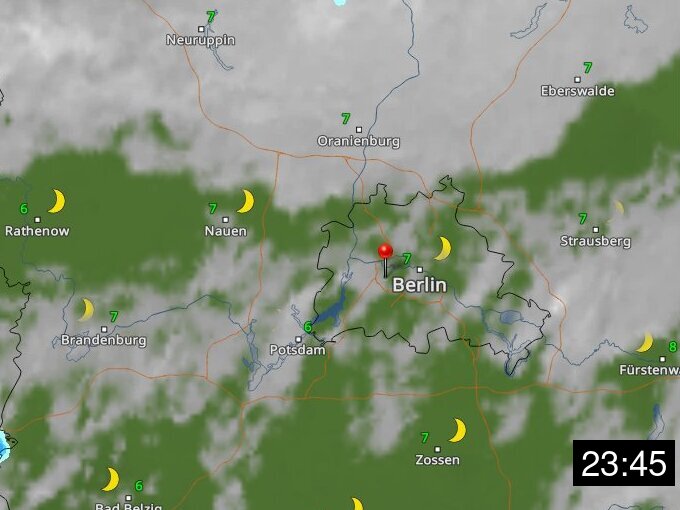 7
Neuruppin
7
Eberswalde
7
Oranienburg
6
Rathenow
7
Nauen
7
Strausberg
7
Berlin
7
Brandenburg
6
Potsdam
8
Fürstenwa
7
Zossen
23:45
6
Bad Belzig